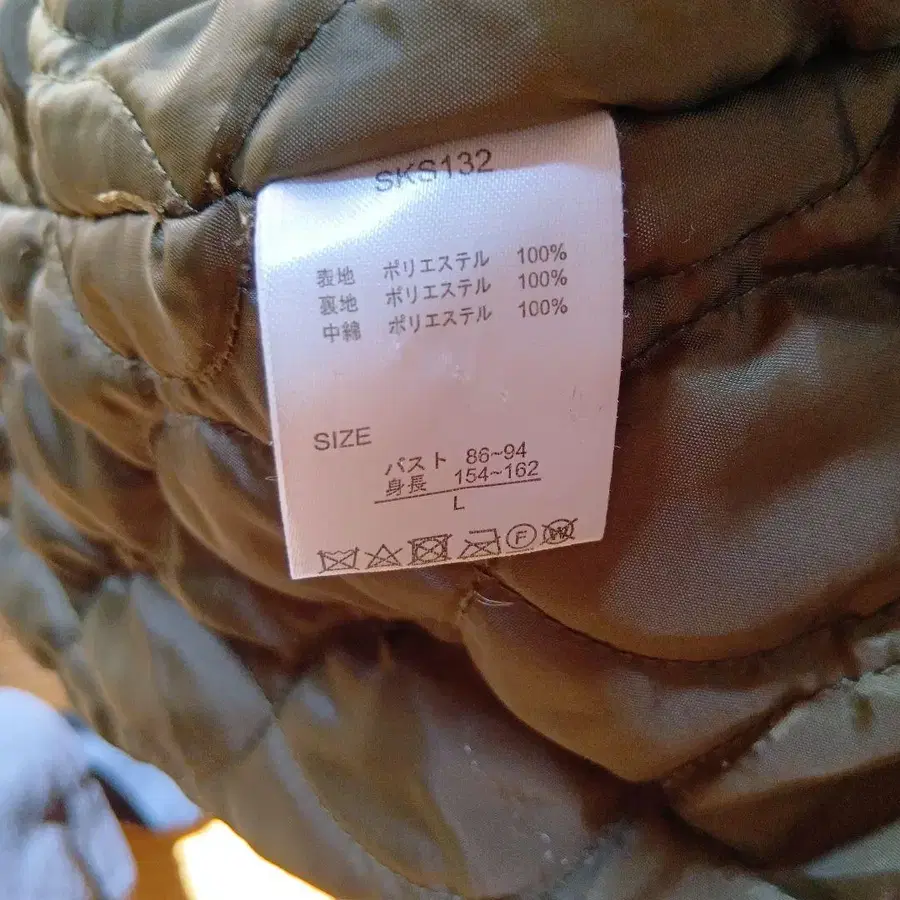 SKS132
表地 ポリエステル 100%
裏地 ポリエステル 100%
中綿 ポリエステル 100%
SIZE
バスト 86~94
身長 154~162
L
F W